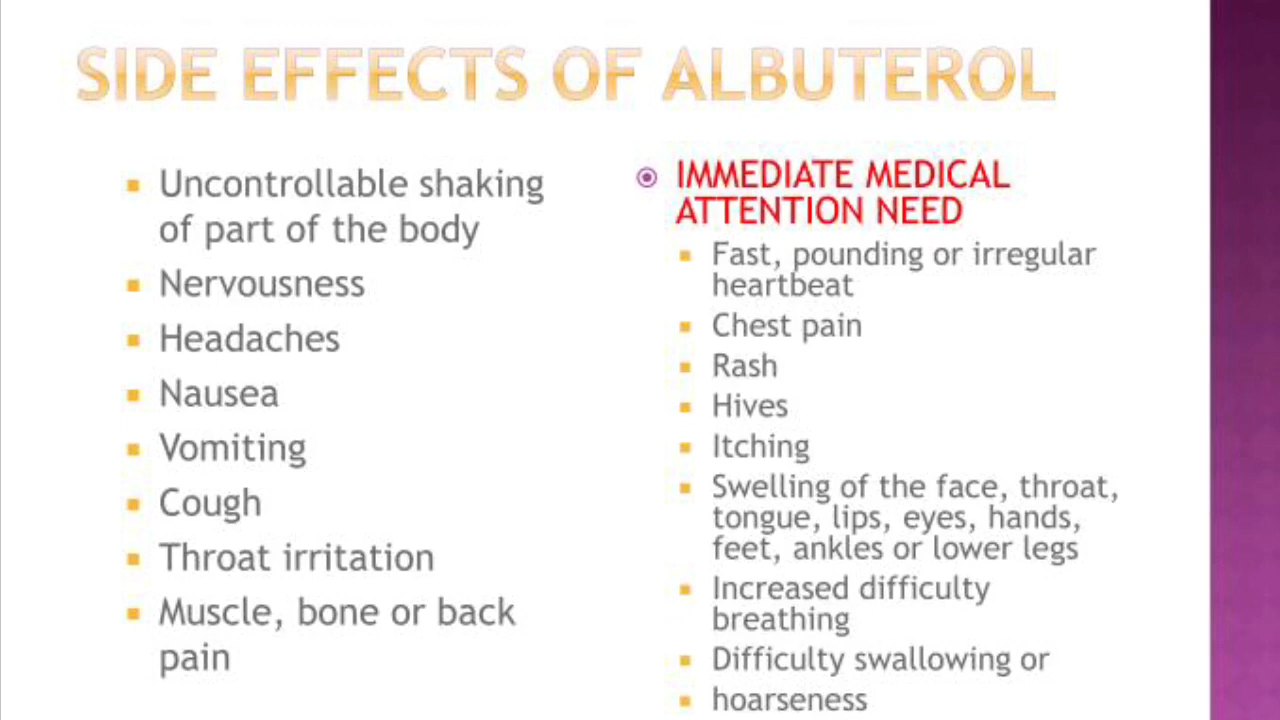 SIDE EFFECTS OF ALBUTEROL
Uncontrollable shaking
of part of the body
Nervousness
Headaches
Nausea
Vomiting
Cough
Throat irritation
Muscle, bone or back
pain
IMMEDIATE MEDICAL
ATTENTION NEED
Fast, pounding or irregular
heartbeat
Chest pain
Rash
Hives
Itching
Swelling of the face, throat,
tongue, lips, eyes, hands,
feet, ankles or lower legs
Increased difficulty
breathing
Difficulty swallowing or
hoarseness